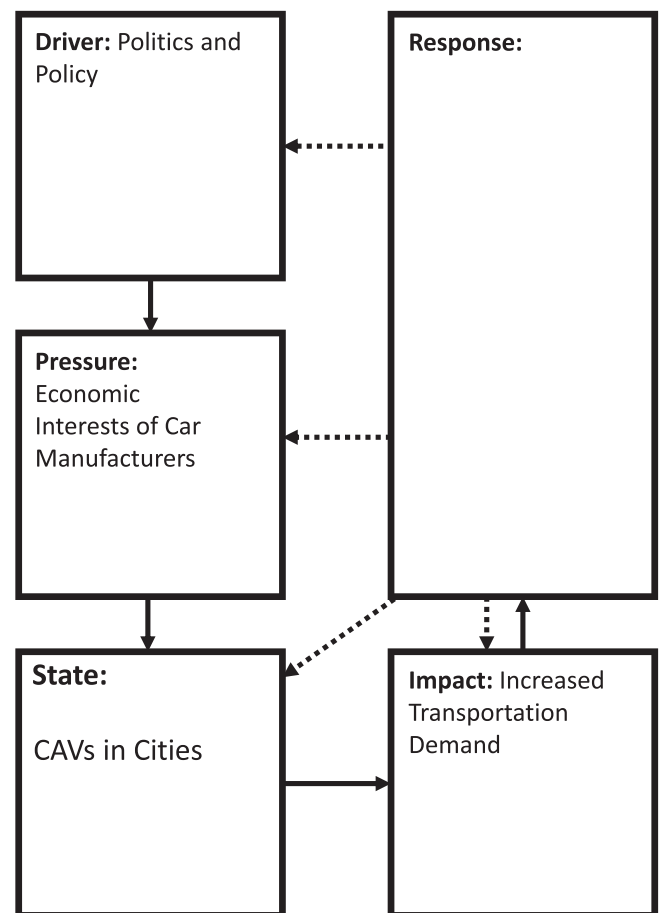 Driver: Politics and
Policy
Response:
Pressure:
Economic
Interests of Car
Manufacturers
State:
CAVs in Cities
Impact: Increased
Transportation
Demand